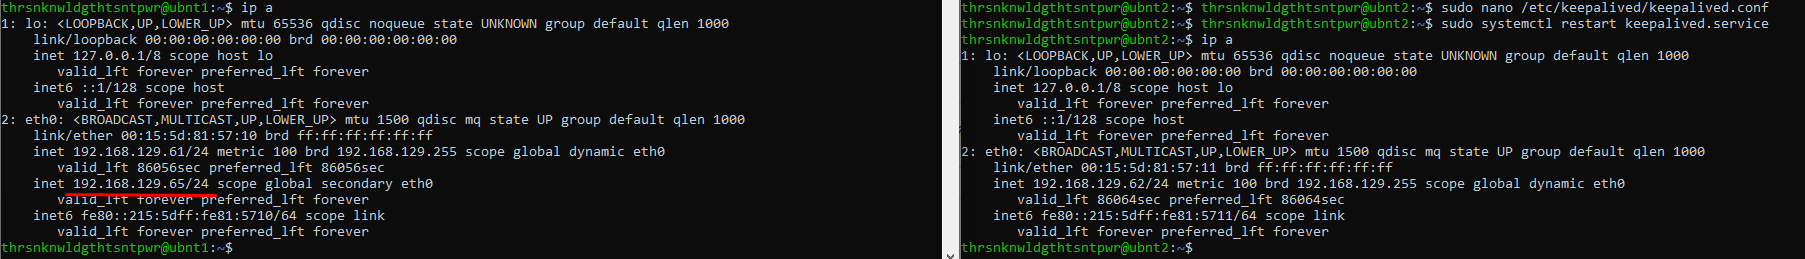 thrsnknwldgthtsntpwr@ubnt1:~$ ip a
1: lo: <LOOPBACK,UP,LOWER_UP> mtu 65536 qdisc noqueue state UNKNOWN group default qlen 1000
    link/loopback 00:00:00:00:00:00 brd 00:00:00:00:00:00
    inet 127.0.0.1/8 scope host lo
       valid_lft forever preferred_lft forever
    inet6 ::1/128 scope host
       valid_lft forever preferred_lft forever
2: eth0: <BROADCAST,MULTICAST,UP,LOWER_UP> mtu 1500 qdisc mq state UP group default qlen 1000
    link/ether 00:15:5d:81:57:10 brd ff:ff:ff:ff:ff:ff
    inet 192.168.129.61/24 metric 100 brd 192.168.129.255 scope global dynamic eth0
       valid_lft 86056sec preferred_lft 86056sec
    inet 192.168.129.65/24 scope global secondary eth0
       valid_lft forever preferred_lft forever
    inet6 fe80::215:5dff:fe81:5710/64 scope link
       valid_lft forever preferred_lft forever
thrsnknwldgthtsntpwr@ubnt1:~$
thrsnknwldgthtsntpwr@ubnt2:~$ thrsnknwldgthtsntpwr@ubnt2:~$ sudo nano /etc/keepalived/keepalived.conf
thrsnknwldgthtsntpwr@ubnt2:~$ thrsnknwldgthtsntpwr@ubnt2:~$ sudo systemctl restart keepalived.service
thrsnknwldgthtsntpwr@ubnt2:~$ ip a
1: lo: <LOOPBACK,UP,LOWER_UP> mtu 65536 qdisc noqueue state UNKNOWN group default qlen 1000
    link/loopback 00:00:00:00:00:00 brd 00:00:00:00:00:00
    inet 127.0.0.1/8 scope host lo
       valid_lft forever preferred_lft forever
    inet6 ::1/128 scope host
       valid_lft forever preferred_lft forever
2: eth0: <BROADCAST,MULTICAST,UP,LOWER_UP> mtu 1500 qdisc mq state UP group default qlen 1000
    link/ether 00:15:5d:81:57:11 brd ff:ff:ff:ff:ff:ff
    inet 192.168.129.62/24 metric 100 brd 192.168.129.255 scope global dynamic eth0
       valid_lft 86064sec preferred_lft 86064sec
    inet6 fe80::215:5dff:fe81:5711/64 scope link
       valid_lft forever preferred_lft forever
thrsnknwldgthtsntpwr@ubnt2:~$